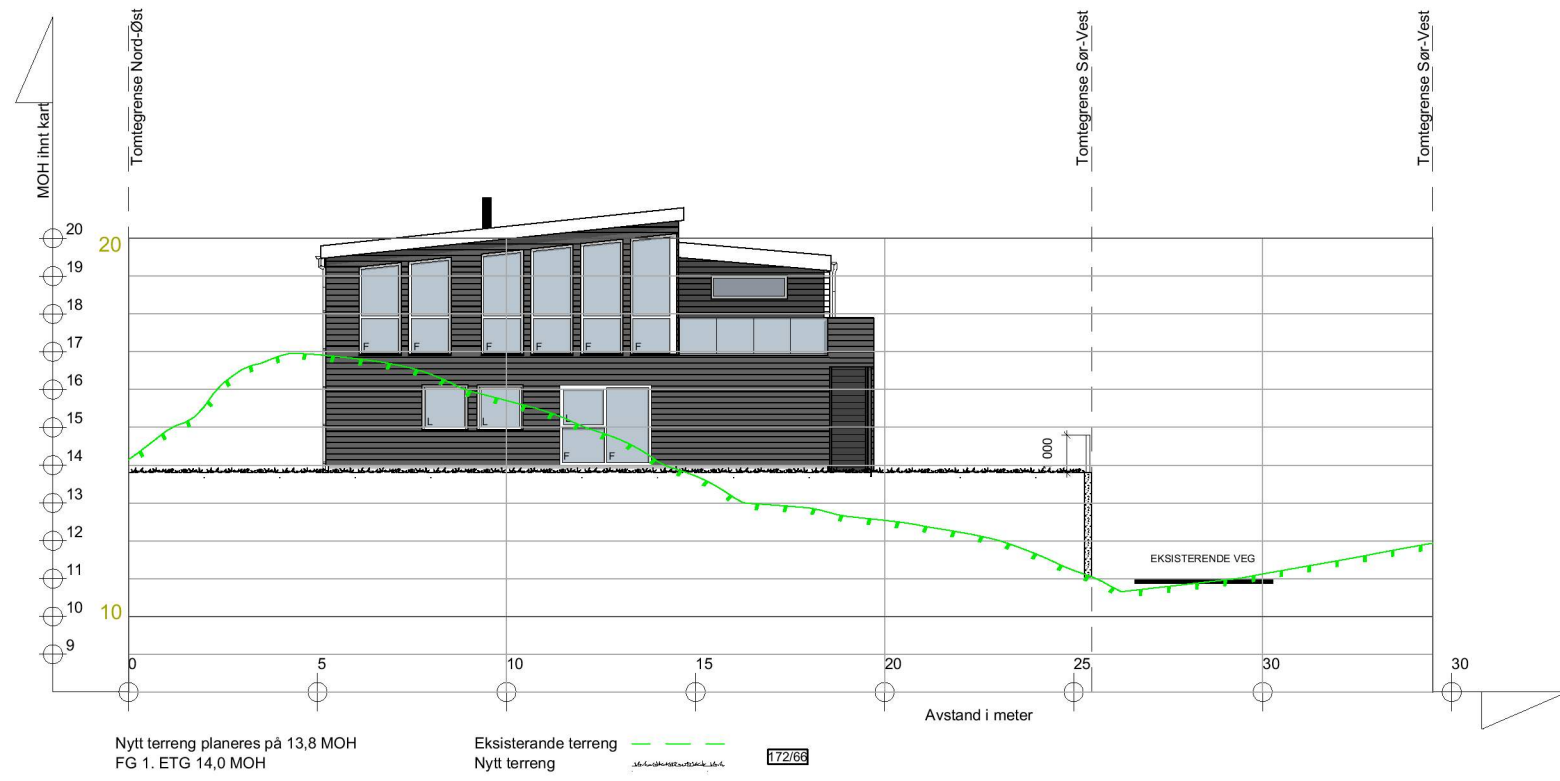 Tomtegrense Nord-Øst
Tomtegrense Sør-Vest
Tomtegrense Sør-Vest
MOH ihnt kart
20
19
18
17
16
15
14
13
12
11
10
9
20
10
F
F
F
F
F
F
L
L
L
F
F
000
EKSISTERENDE VEG
0
5
10
15
20
25
30
30
Avstand i meter
Nytt terreng planeres på 13,8 MOH
FG 1. ETG 14,0 MOH
Eksisterande terreng
Nytt terreng
172/66